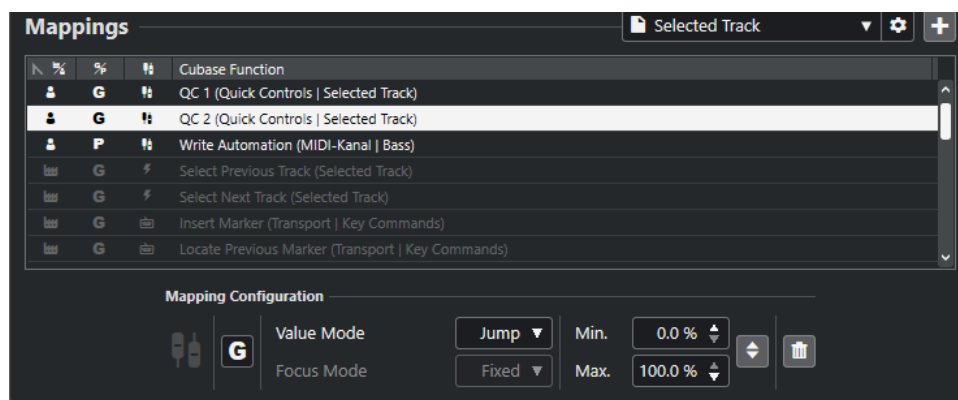 Mappings
Selected Track
Cubase Function
G QC 1 (Quick Controls | Selected Track)
G QC 2 (Quick Controls | Selected Track)
P Write Automation (MIDI-Kanal | Bass)
G Select Previous Track (Selected Track)
G Select Next Track (Selected Track)
G Insert Marker (Transport | Key Commands)
G Locate Previous Marker (Transport | Key Commands)
Mapping Configuration
G Value Mode Jump Min. 0.0 %
Focus Mode Fixed Max. 100.0 %